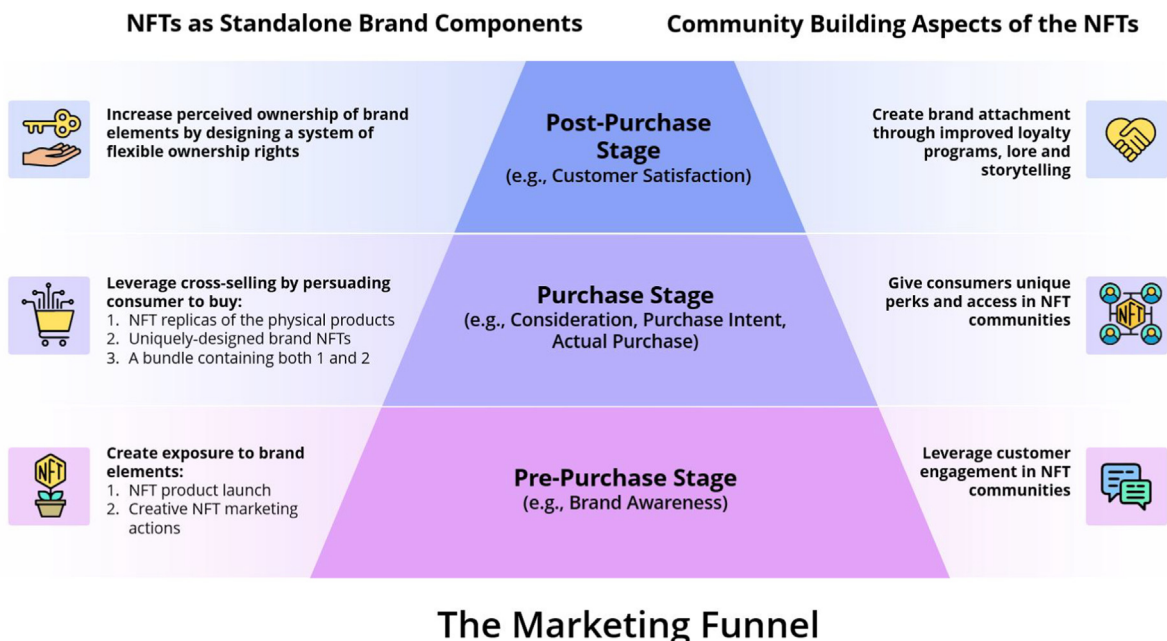 NFTs as Standalone Brand Components
Community Building Aspects of the NFTs
Increase perceived ownership of brand
elements by designing a system of
flexible ownership rights
Post-Purchase
Stage
(e.g., Customer Satisfaction)
Create brand attachment
through improved loyalty
programs, lore and
storytelling
Leverage cross-selling by persuading
consumer to buy:
1. NFT replicas of the physical products
2. Uniquely-designed brand NFTs
3. A bundle containing both 1 and 2
Purchase Stage
(e.g., Consideration, Purchase Intent,
Actual Purchase)
Give consumers unique
perks and access in NFT
communities
NFT
NFT
Create exposure to brand
elements:
1. NFT product launch
2. Creative NFT marketing
actions
Pre-Purchase Stage
(e.g., Brand Awareness)
Leverage customer
engagement in NFT
communities
The Marketing Funnel